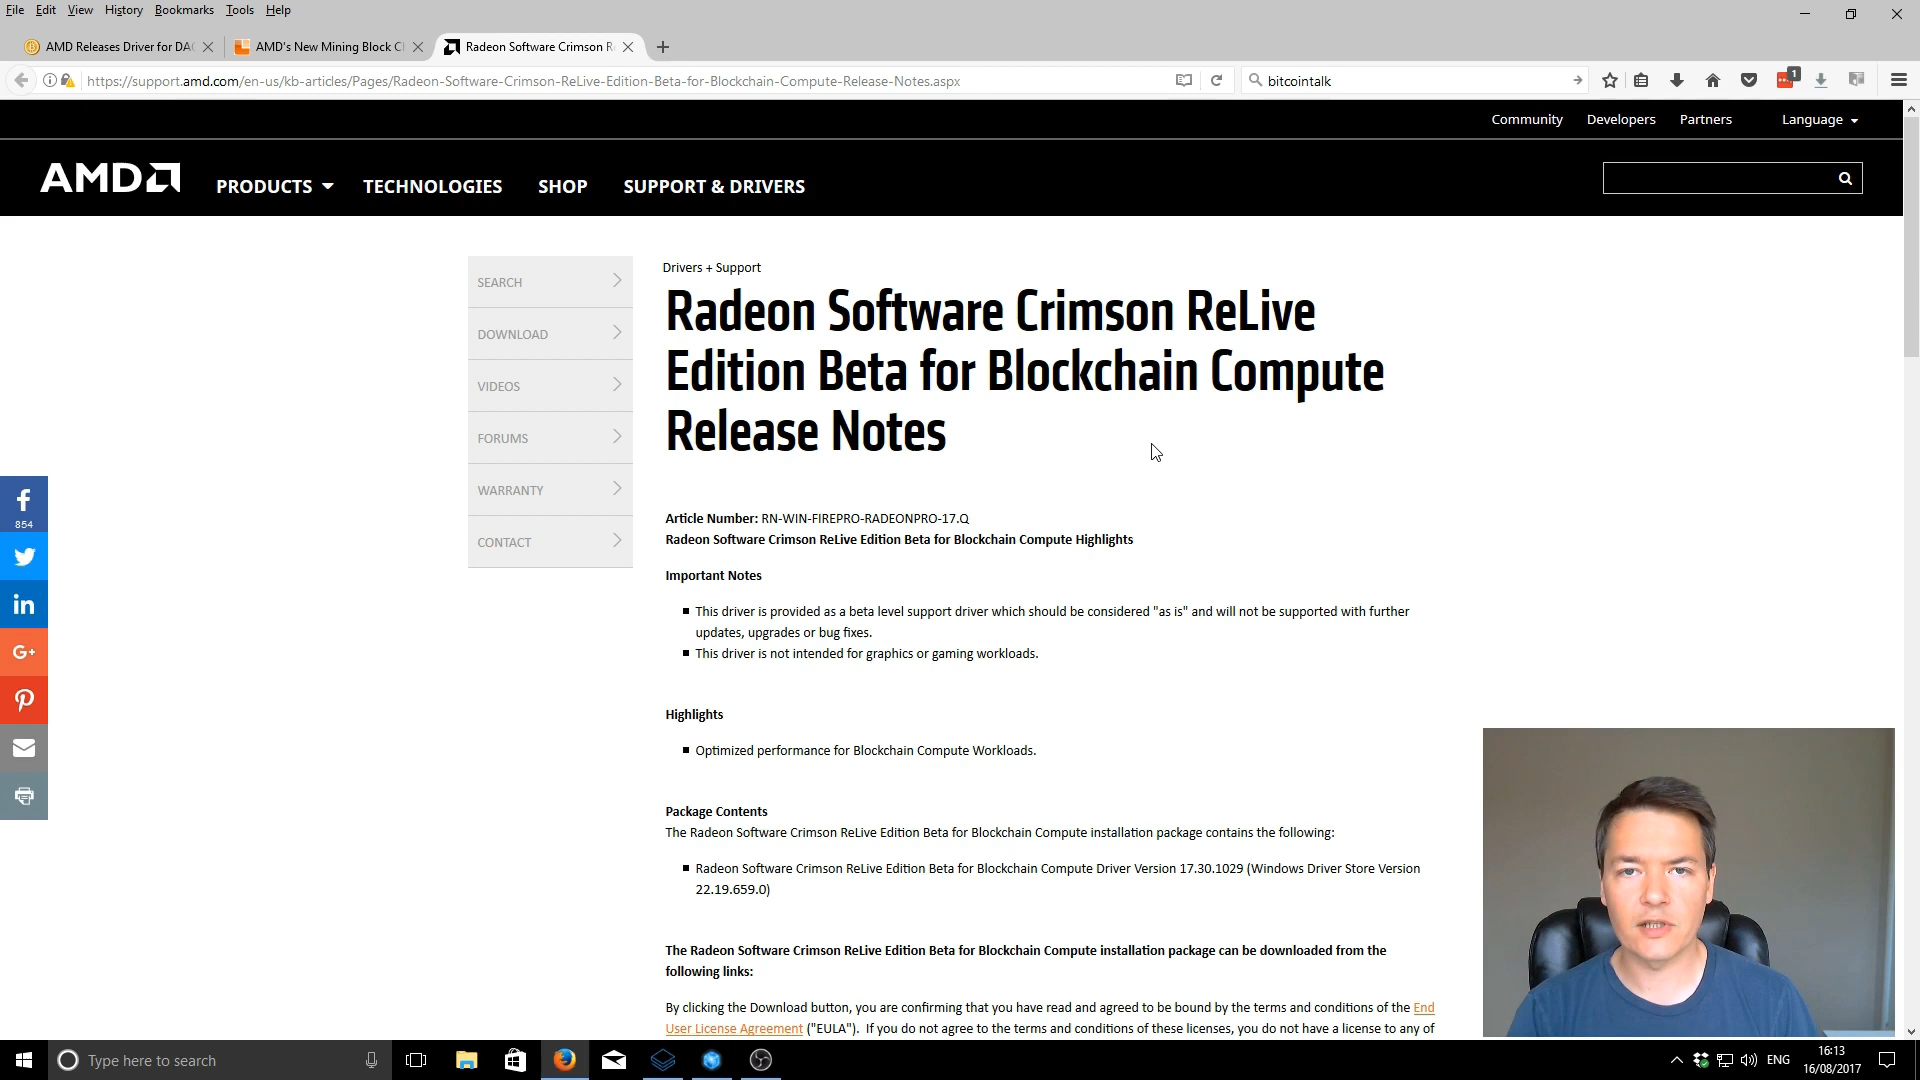 File Edit View History Bookmarks Tools Help
AMD Releases Driver for DA
AMD's New Mining Block C
Radeon Software Crimson R
https://support.amd.com/en-us/kb-articles/Pages/Radeon-Software-Crimson-ReLive-Edition-Beta-for-Blockchain-Compute-Release-Notes.aspx
bitcointalk
1
Community Developers Partners Language
AMD PRODUCTS TECHNOLOGIES SHOP SUPPORT & DRIVERS
SEARCH
DOWNLOAD
VIDEOS
FORUMS
WARRANTY
CONTACT
854
G+
Drivers + Support
Radeon Software Crimson ReLive
Edition Beta for Blockchain Compute
Release Notes
Article Number: RN-WIN-FIREPRO-RADEONPRO-17.Q
Radeon Software Crimson ReLive Edition Beta for Blockchain Compute Highlights
Important Notes
This driver is provided as a beta level support driver which should be considered "as is" and will not be supported with further
updates, upgrades or bug fixes.
This driver is not intended for graphics or gaming workloads.
Highlights
Optimized performance for Blockchain Compute Workloads.
Package Contents
The Radeon Software Crimson ReLive Edition Beta for Blockchain Compute installation package contains the following:
Radeon Software Crimson ReLive Edition Beta for Blockchain Compute Driver Version 17.30.1029 (Windows Driver Store Version
22.19.659.0)
The Radeon Software Crimson ReLive Edition Beta for Blockchain Compute installation package can be downloaded from the
following links:
By clicking the Download button, you are confirming that you have read and agreed to be bound by the terms and conditions of the End
User License Agreement ("EULA"). If you do not agree to the terms and conditions of these licenses, you do not have a license to any of
Type here to search
ENG
16:13
16/08/2017